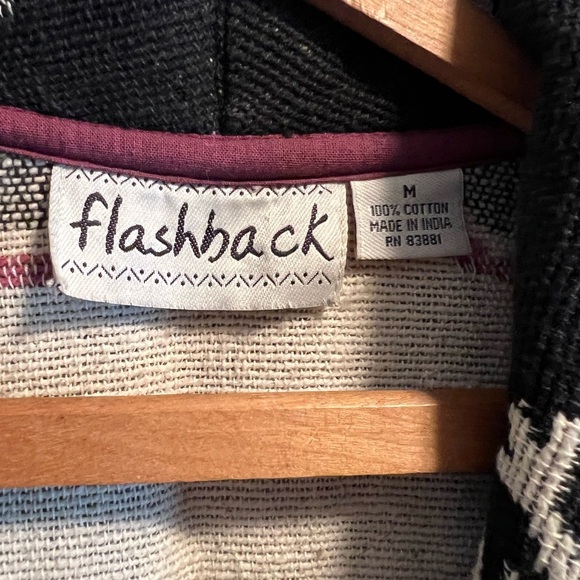 flashback
M
100% COTTON
MADE IN INDIA
RN 83881